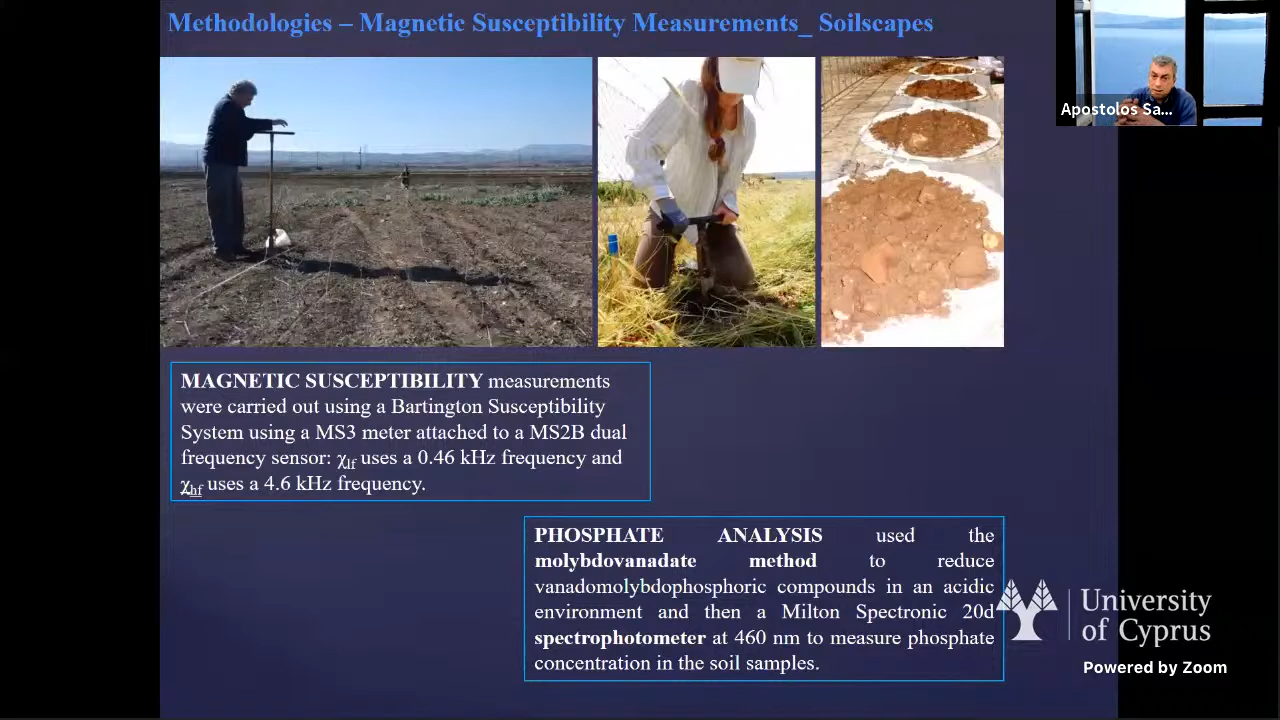 Methodologies – Magnetic Susceptibility Measurements_ Soilscapes
Apostolos Sa...
MAGNETIC SUSCEPTIBILITY measurements
were carried out using a Bartington Susceptibility
System using a MS3 meter attached to a MS2B dual
frequency sensor: χlf uses a 0.46 kHz frequency and
χhf uses a 4.6 kHz frequency.
PHOSPHATE ANALYSIS used the
molybdovanadate method to reduce
vanadomolybdophosphoric compounds in an acidic
environment and then a Milton Spectronic 20d
spectrophotometer at 460 nm to measure phosphate
concentration in the soil samples.
University
of Cyprus
Powered by Zoom